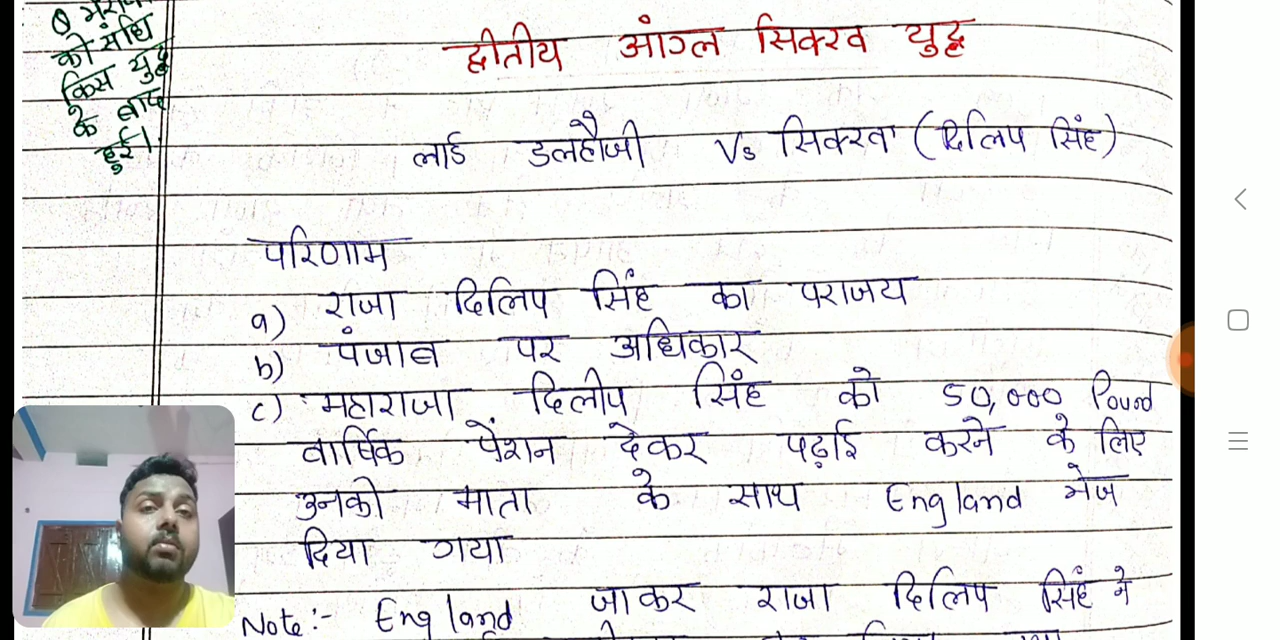 को संधि
किस युद्ध
के बाद
हुई।
द्वीतीय आंग्ल सिक्ख युद्ध
लार्ड डलहौजी Vs सिक्ख (दिलिप सिंह)
परिणाम
a) राजा दिलिप सिंह का पराजय
b) पंजाब पर अधिकार
c) महाराजा दिलीप सिंह को 50,000 Pound
वार्षिक पेंशन देकर पढ़ाई करने के लिए
उनको माता के साथ England भेज
दिया गया
Note:- England जाकर राजा दिलिप सिंह ने